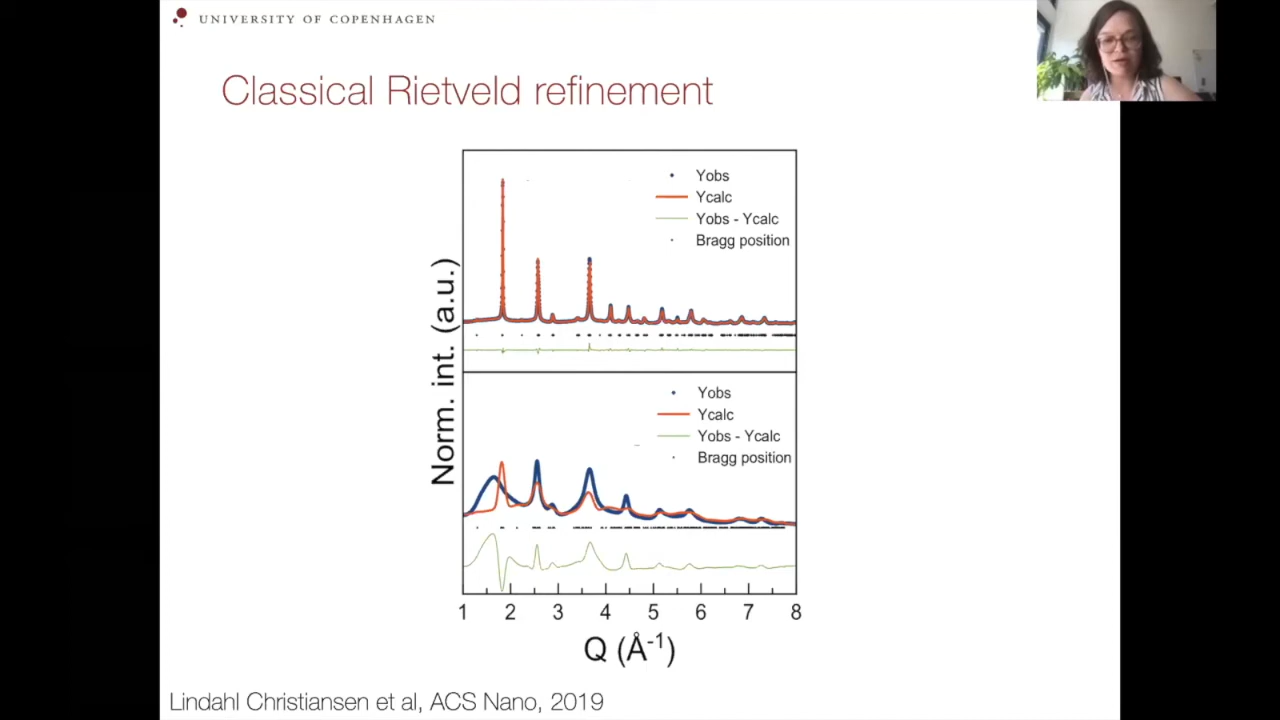 UNIVERSITY OF COPENHAGEN
Classical Rietveld refinement
Yobs
Ycalc
Yobs - Ycalc
Bragg position
Norm. int. (a.u.)
Yobs
Ycalc
Yobs - Ycalc
Bragg position
1 2 3 4 5 6 7 8
Q (Å-1)
Lindahl Christiansen et al, ACS Nano, 2019